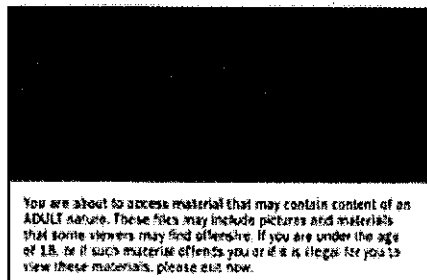 You are about to access material that may contain content of an
ADULT nature. These files may include pictures and materials
that some viewers may find offensive. If you are under the age
of 18, or if such material offends you or if it is illegal for you to
view these materials, please exit now.